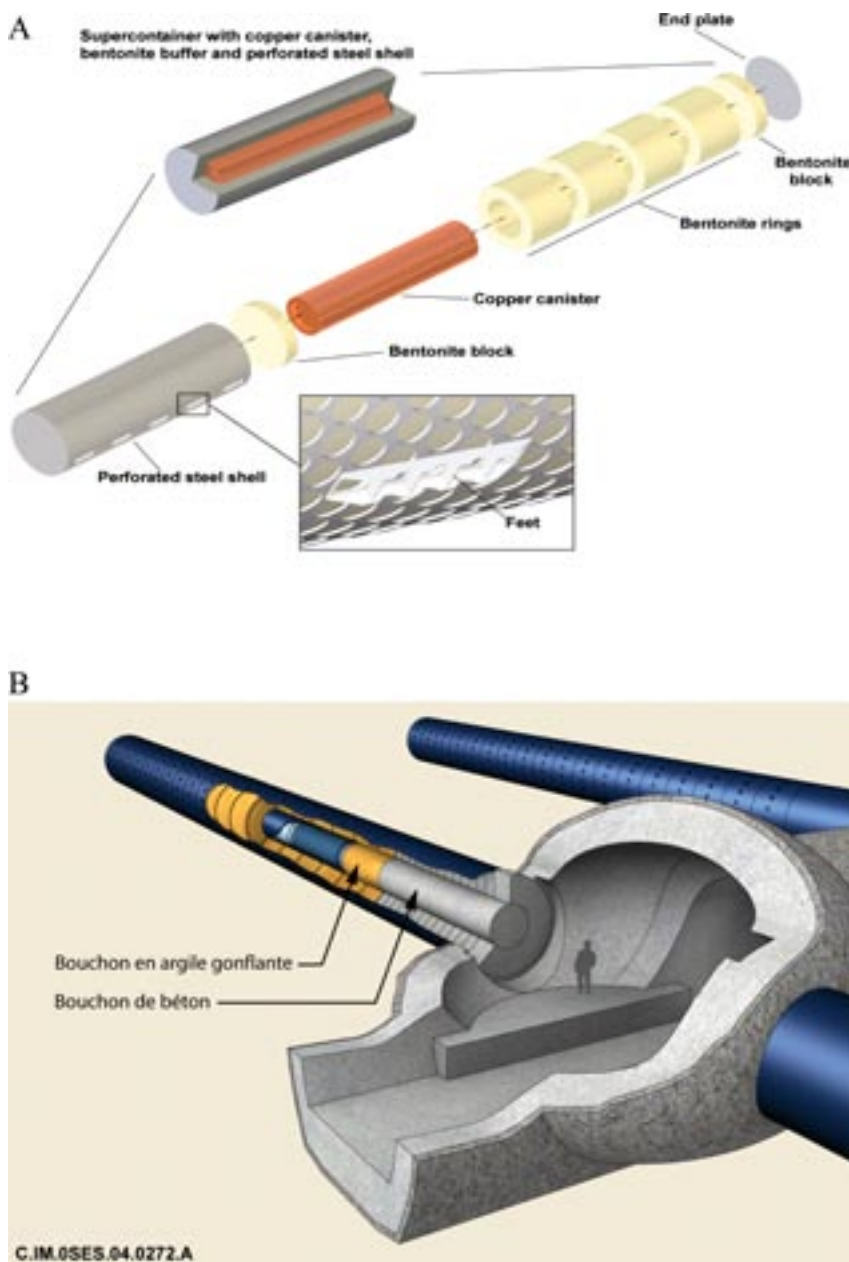 A
Supercontainer with copper canister,
bentonite buffer and perforated steel shell
End plate
Bentonite
block
Bentonite rings
Copper canister
Bentonite block
Perforated steel shell
Feet
B
Bouchon en argile gonflante
Bouchon de béton
C.IM.0SES.04.0272.A